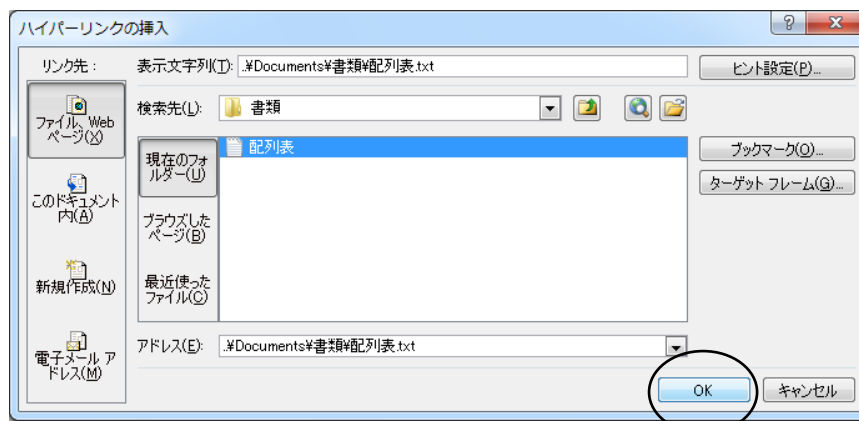 ハイパーリンクの挿入
リンク先：
表示文字列(T): .¥Documents¥書類¥配列表.txt
ヒント設定(P)...
ファイル、Web
ページ(X)
検索先(L):
書類
現在のフォ
ルダー(U)
配列表
ブックマーク(O)...
ターゲット フレーム(G)...
このドキュメント
内(A)
ブラウズした
ページ(B)
新規作成(N)
最近使った
ファイル(C)
電子メール ア
ドレス(M)
アドレス(E):
.¥Documents¥書類¥配列表.txt
OK
キャンセル